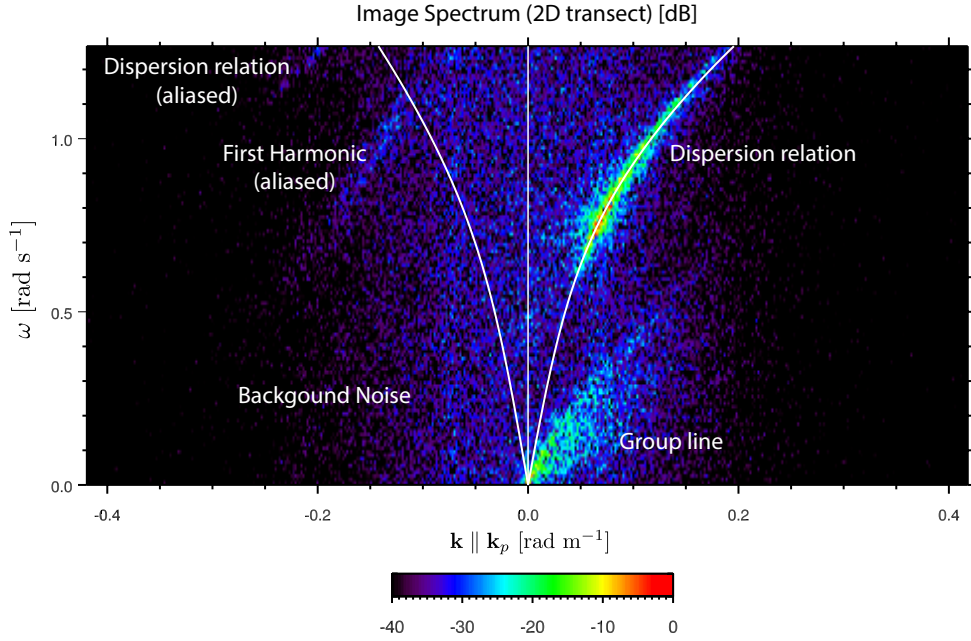 Image Spectrum (2D transect) [dB]
Dispersion relation
(aliased)
First Harmonic
(aliased)
Dispersion relation
Backgound Noise
Group line
1.0
0.5
0.0
ω [rad s⁻¹]
-0.4 -0.2 0.0 0.2 0.4
k ∥ kₚ [rad m⁻¹]
-40 -30 -20 -10 0